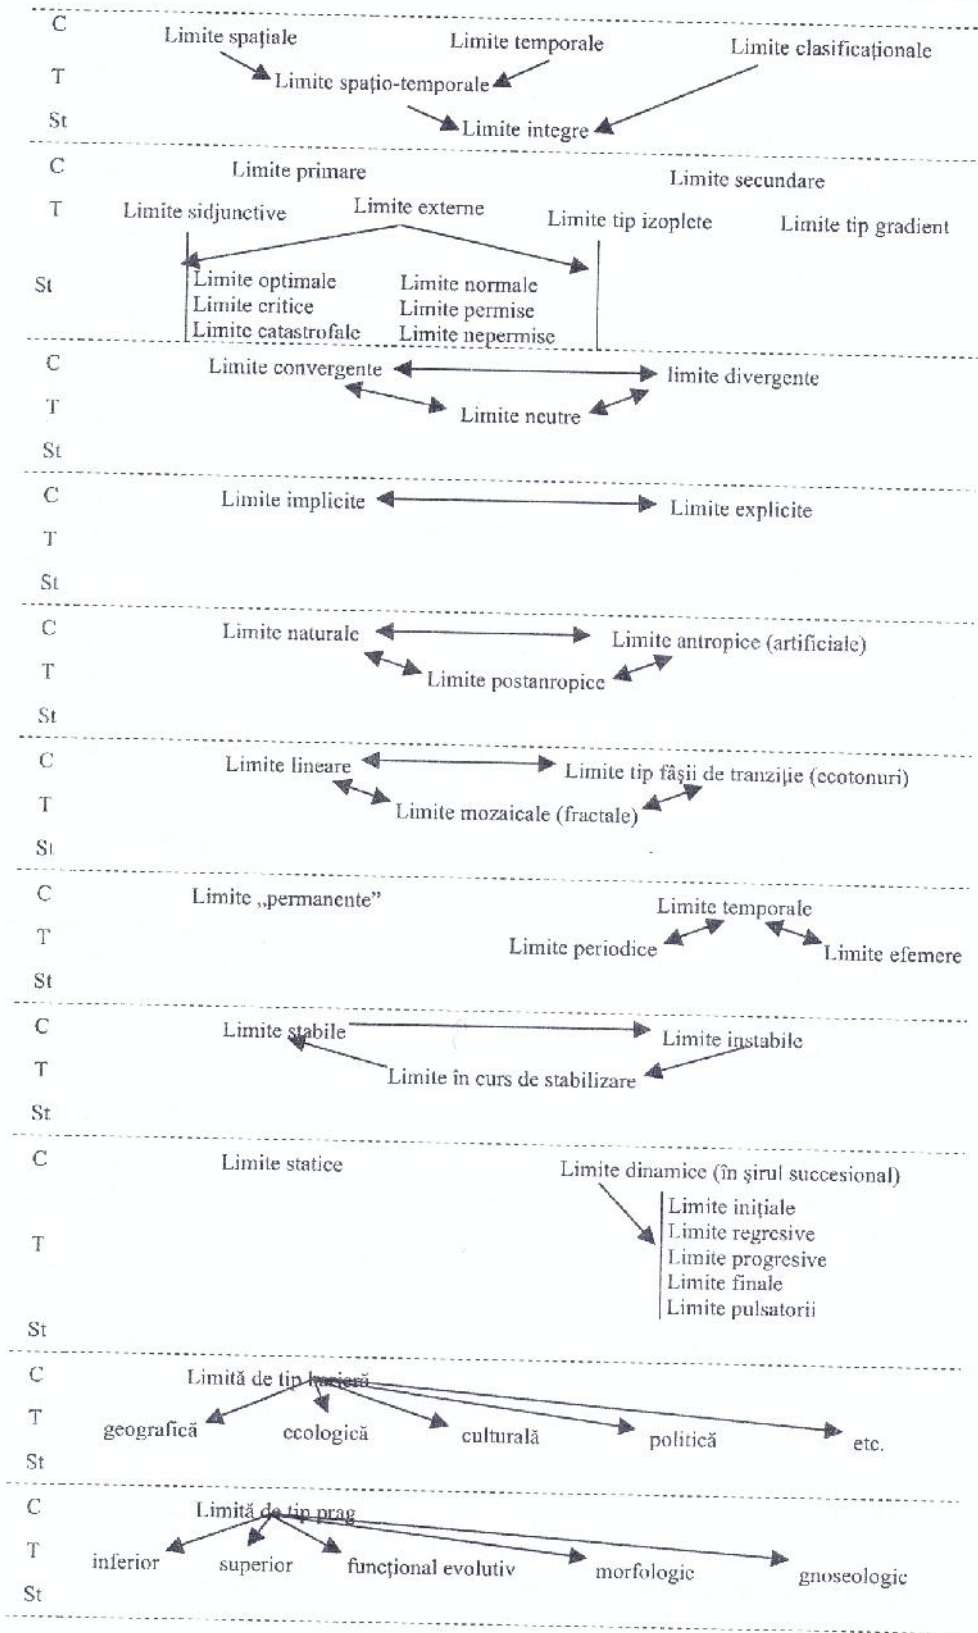 C Limite spațiale Limite temporale Limite clasificaționale
T Limite spațio-temporale
St Limite integre
C Limite primare Limite secundare
T Limite sidjunctive Limite externe Limite tip izoplete Limite tip gradient
St Limite optimale Limite normale
Limite critice Limite permise
Limite catastrofale Limite nepermise
C Limite convergente limite divergente
T Limite neutre
St
C Limite implicite Limite explicite
T
St
C Limite naturale Limite antropice (artificiale)
T Limite postanropice
St
C Limite lineare Limite tip fâșii de tranziție (ecotonuri)
T Limite mozaicale (fractale)
St
C Limite „permanente” Limite temporale
T Limite periodice Limite efemere
St
C Limite stabile Limite instabile
T Limite în curs de stabilizare
St
C Limite statice Limite dinamice (în șirul succesional)
Limite inițiale
Limite regresive
T Limite progresive
Limite finale
Limite pulsatorii
St
C Limită de tip barieră
T geografică ecologică culturală politică etc.
St
C Limită de tip prag
T inferior superior funcțional evolutiv morfologic gnoseologic
St